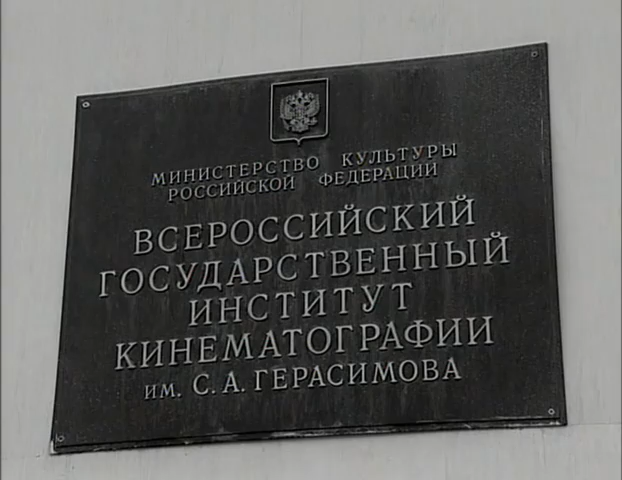 МИНИСТЕРСТВО КУЛЬТУРЫ
РОССИЙСКОЙ ФЕДЕРАЦИИ
ВСЕРОССИЙСКИЙ
ГОСУДАРСТВЕННЫЙ
ИНСТИТУТ
КИНЕМАТОГРАФИИ
ИМ. С. А. ГЕРАСИМОВА